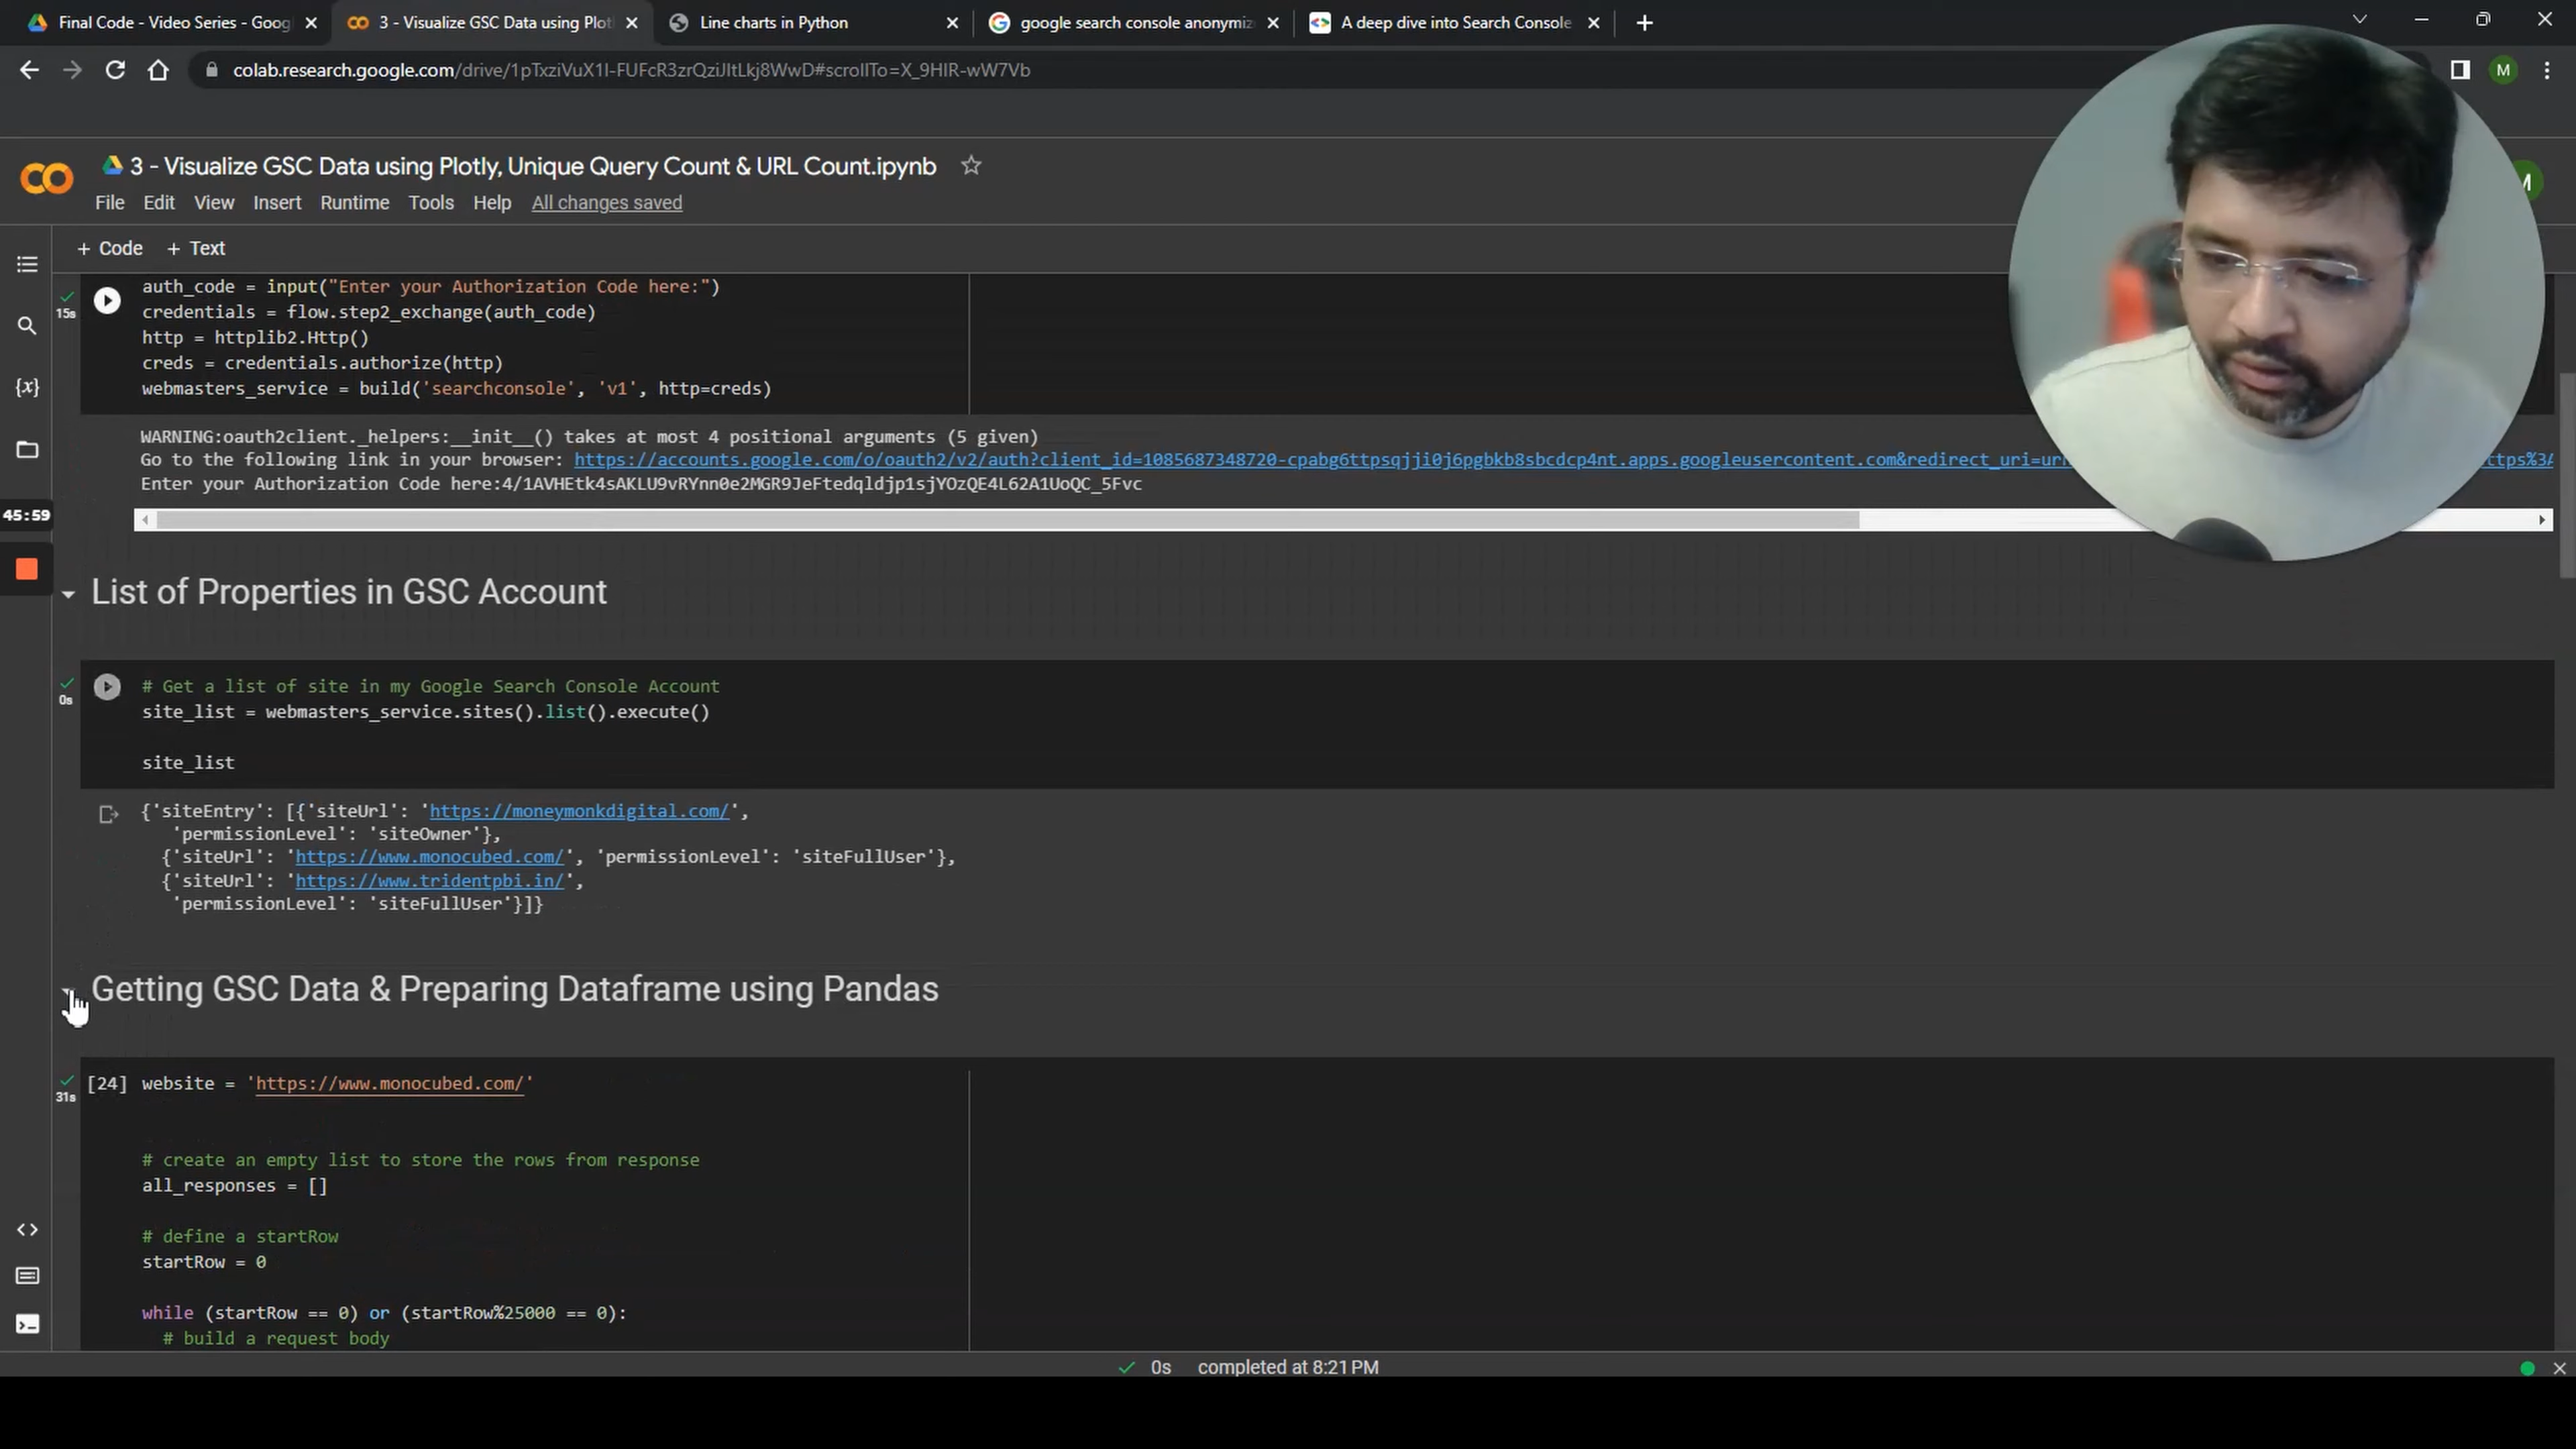 Final Code - Video Series - Goog
3 - Visualize GSC Data using Plotl
Line charts in Python
google search console anonymiz
A deep dive into Search Console
colab.research.google.com/drive/
M
3 - Visualize GSC Data using Plotly, Unique Query Count & URL Count.ipynb
File Edit View Insert Runtime Tools Help All changes saved
+ Code + Text
auth_code = input("Enter your Authorization Code here:")
15s
credentials = flow.step2_exchange(auth_code)
http = httplib2.Http()
creds = credentials.authorize(http)
{x}
webmasters_service = build('searchconsole', 'v1', http=creds)
WARNING:oauth2client._helpers:__init__() takes at most 4 positional arguments (5 given)
Go to the following link in your browser: https://accounts.google.com/o/oauth2/v2/auth?client_id=1085687348720-cpabg6ttpsqjji0j6pgbkb8sbcdcp4nt.apps.googleusercontent.com&redirect_uri=urn ttps%3A
Enter your Authorization Code here:4/1AVHEtk4sAKLU9vRYnn0e2MGR9JeFtedqldjp1sjYOzQE4L62A1UoQC_5Fvc
45:59
List of Properties in GSC Account
0s
# Get a list of site in my Google Search Console Account
site_list = webmasters_service.sites().list().execute()
site_list
{'siteEntry': [{'siteUrl': 'https://moneymonkdigital.com/',
'permissionLevel': 'siteOwner'},
{'siteUrl': 'https://www.monocubed.com/', 'permissionLevel': 'siteFullUser'},
{'siteUrl': 'https://www.tridentpbi.in/',
'permissionLevel': 'siteFullUser'}]}
Getting GSC Data & Preparing Dataframe using Pandas
31s
[24] website = 'https://www.monocubed.com/'
# create an empty list to store the rows from response
all_responses = []
# define a startRow
startRow = 0
while (startRow == 0) or (startRow%25000 == 0):
# build a request body
0s completed at 8:21 PM